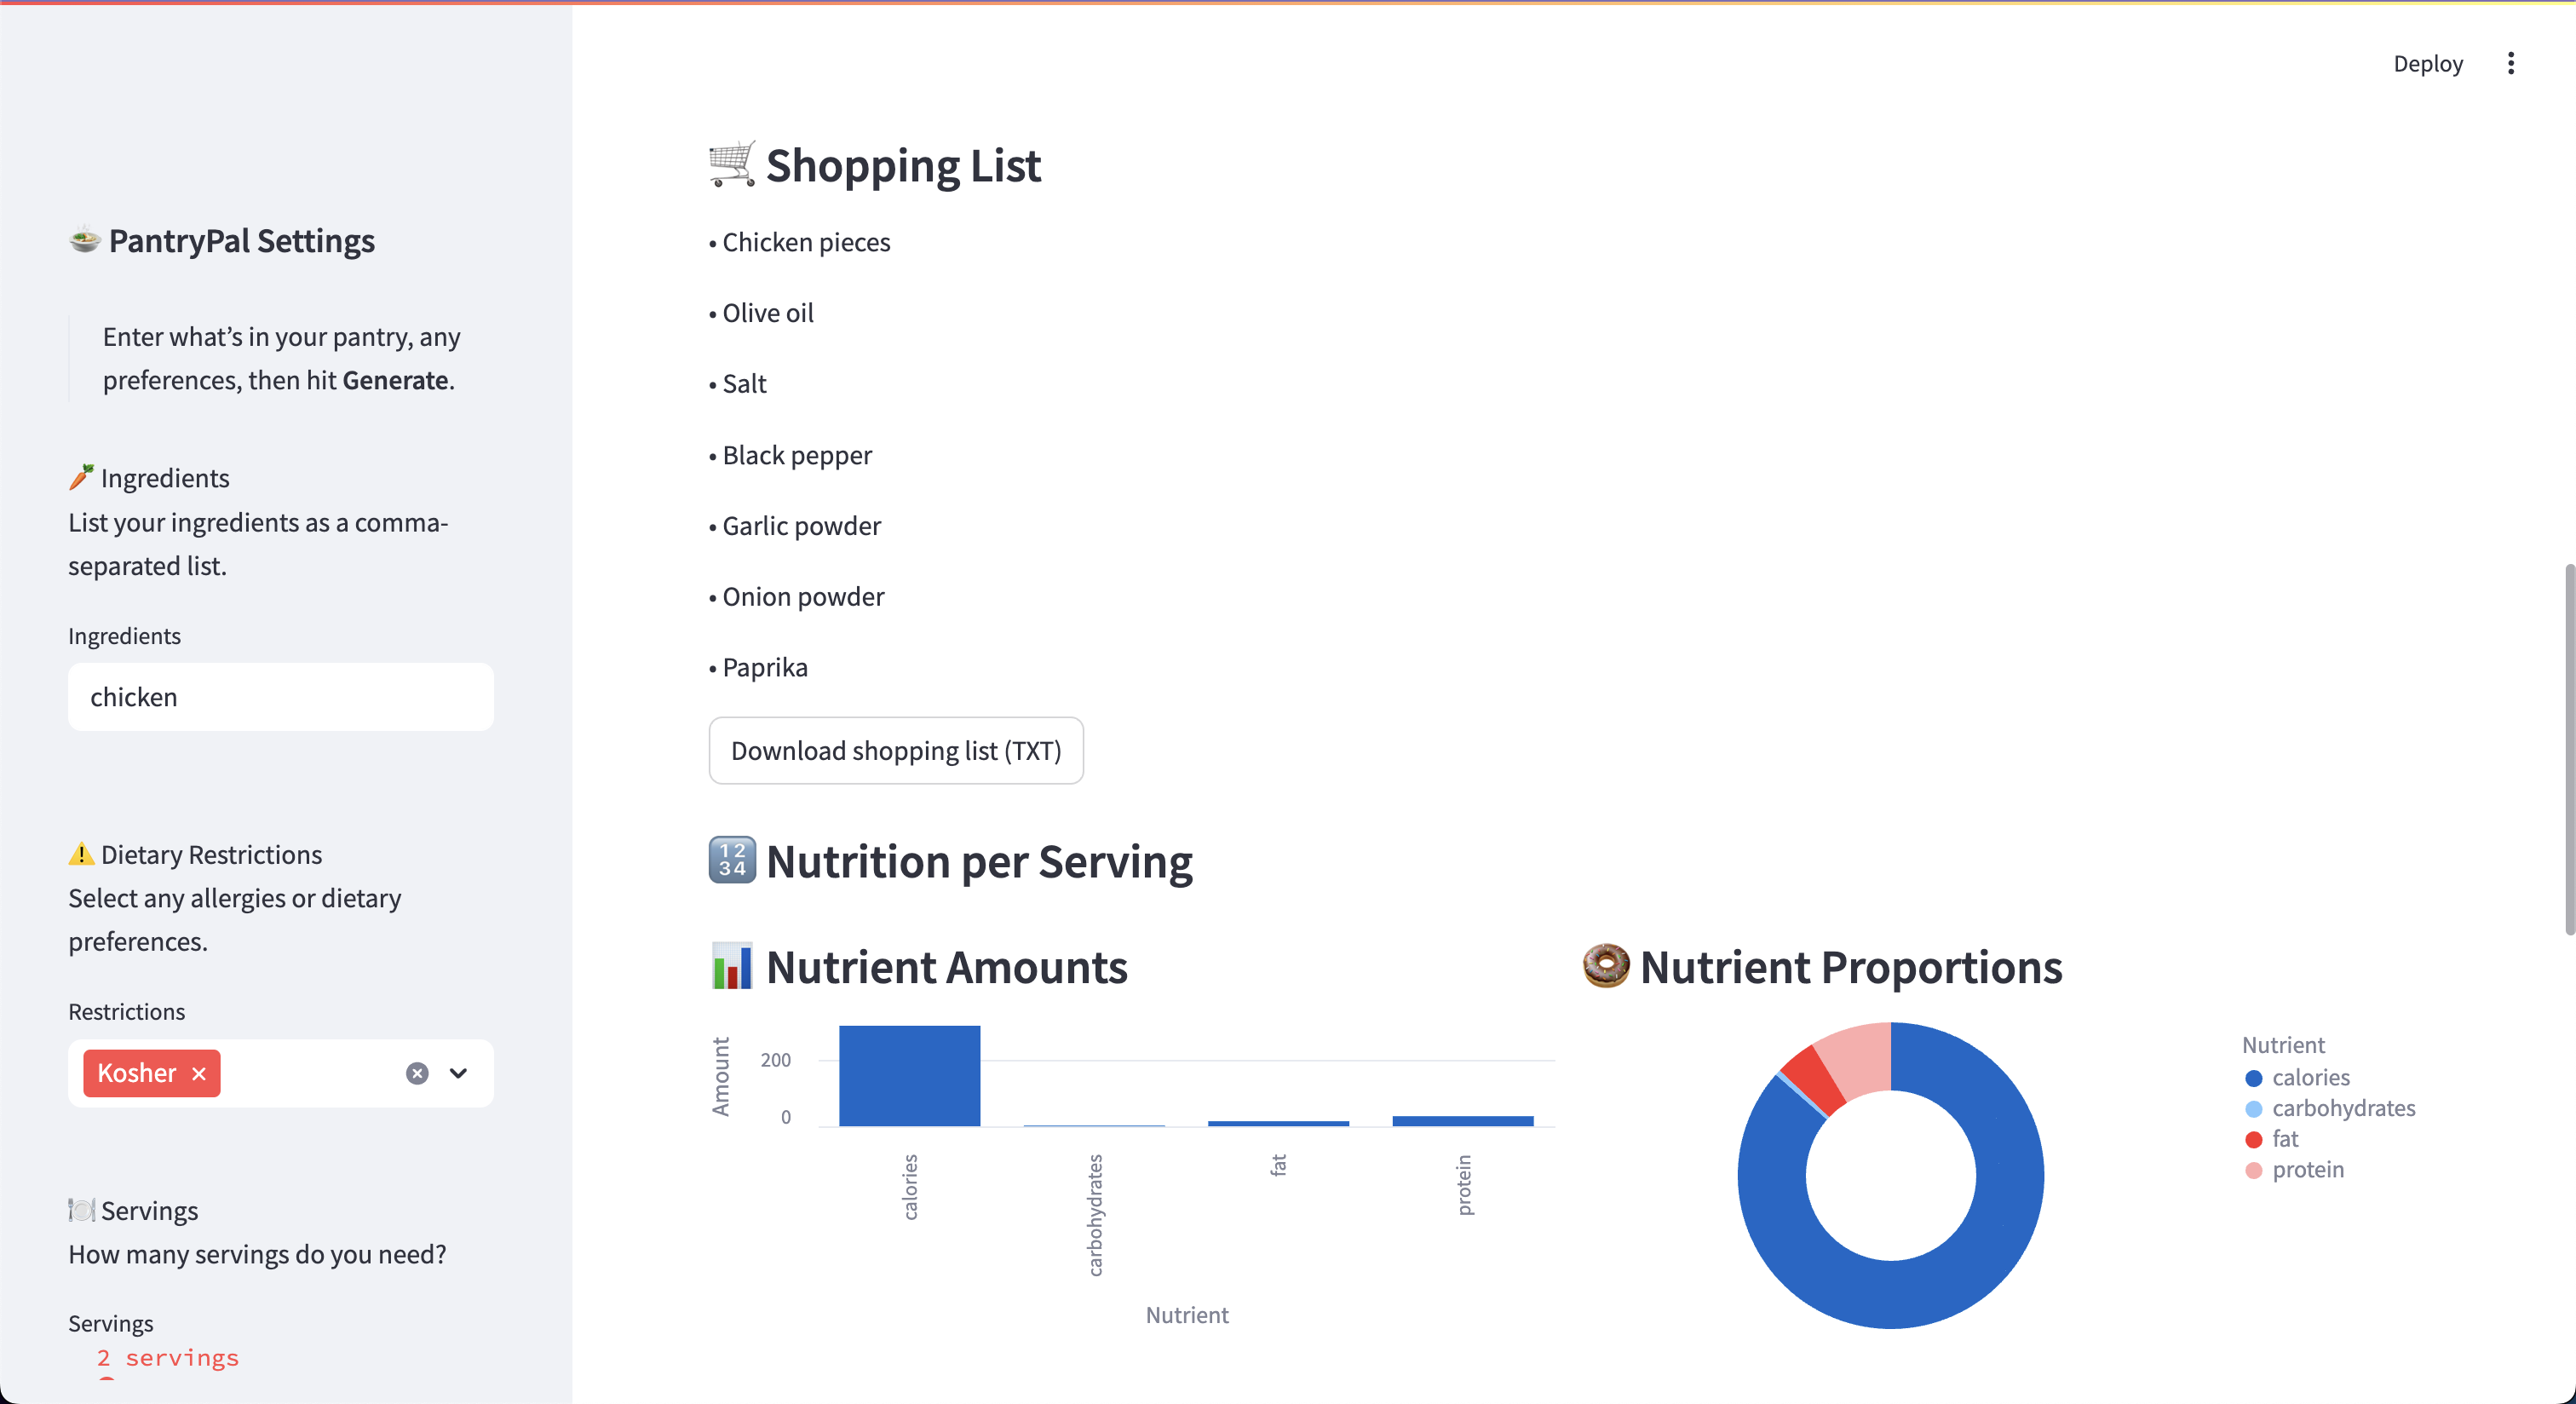 Deploy
PantryPal Settings
Enter what’s in your pantry, any
preferences, then hit Generate.
Ingredients
List your ingredients as a comma-
separated list.
Ingredients
chicken
Dietary Restrictions
Select any allergies or dietary
preferences.
Restrictions
Kosher
Servings
How many servings do you need?
Servings
2 servings
Shopping List
• Chicken pieces
• Olive oil
• Salt
• Black pepper
• Garlic powder
• Onion powder
• Paprika
Download shopping list (TXT)
1234 Nutrition per Serving
Nutrient Amounts
Amount
200
0
calories
carbohydrates
fat
protein
Nutrient
Nutrient Proportions
Nutrient
calories
carbohydrates
fat
protein